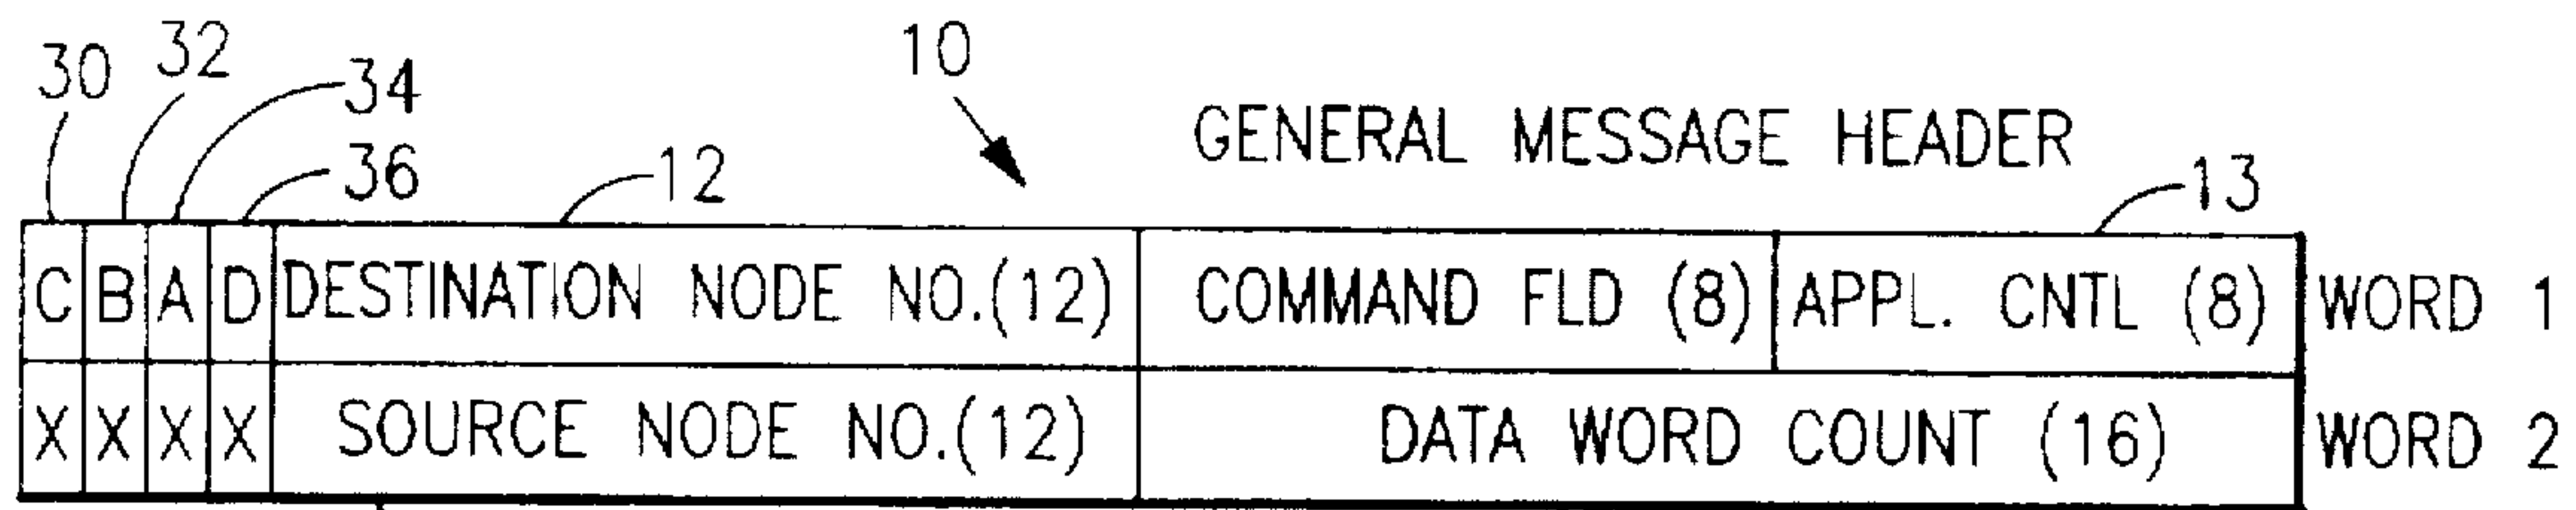 30 32 34 10
GENERAL MESSAGE HEADER
36 12 13
C B A D DESTINATION NODE NO.(12) COMMAND FLD (8) APPL. CNTL (8) WORD 1
X X X X SOURCE NODE NO.(12) DATA WORD COUNT (16) WORD 2